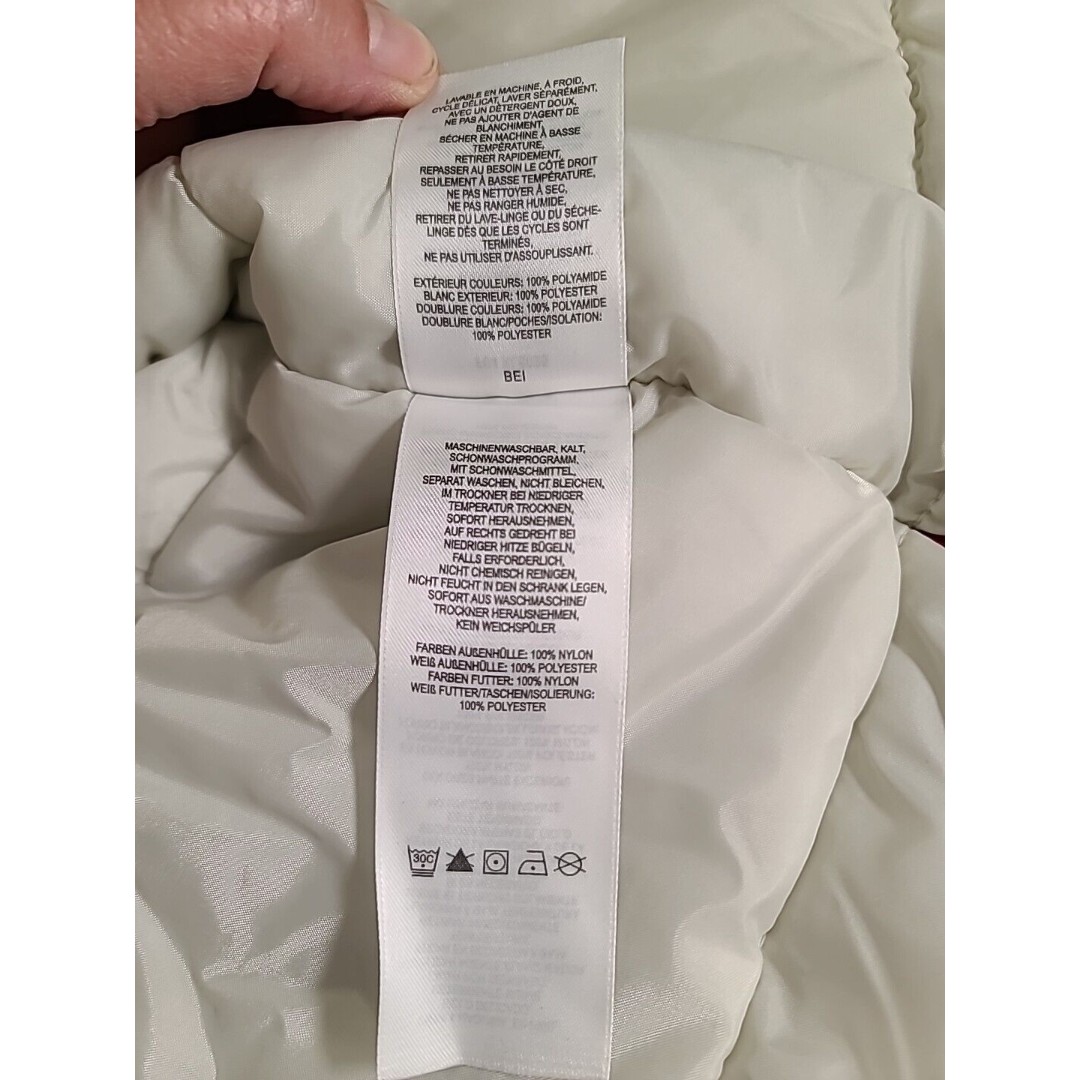 LAVABLE EN MACHINE, À FROID,
CYCLE DÉLICAT, LAVER SÉPARÉMENT,
AVEC UN DÉTERGENT DOUX,
NE PAS AJOUTER D'AGENT DE
BLANCHIMENT,
SÉCHER EN MACHINE À BASSE
TEMPÉRATURE,
RETIRER RAPIDEMENT,
REPASSER AU BESOIN LE CÔTÉ DROIT
SEULEMENT À BASSE TEMPÉRATURE,
NE PAS NETTOYER À SEC,
NE PAS RANGER HUMIDE,
RETIRER DU LAVE-LINGE OU DU SÉCHE-
LINGE DÈS QUE LES CYCLES SONT
TERMINÉS,
NE PAS UTILISER D'ASSOUPLISSANT.
EXTÉRIEUR COULEURS: 100% POLYAMIDE
BLANC EXTERIEUR: 100% POLYESTER
DOUBLURE COULEURS: 100% POLYAMIDE
DOUBLURE BLANC/POCHES/ISOLATION:
100% POLYESTER
BEI
MASCHINENWASCHBAR, KALT,
SCHONWASCHPROGRAMM,
MIT SCHONWASCHMITTEL,
SEPARAT WASCHEN, NICHT BLEICHEN,
IM TROCKNER BEI NIEDRIGER
TEMPERATUR TROCKNEN,
SOFORT HERAUSNEHMEN,
AUF RECHTS GEDREHT BEI
NIEDRIGER HITZE BÜGELN,
FALLS ERFORDERLICH,
NICHT CHEMISCH REINIGEN,
NICHT FEUCHT IN DEN SCHRANK LEGEN,
SOFORT AUS WASCHMASCHINE/
TROCKNER HERAUSNEHMEN,
KEIN WEICHSPÜLER
FARBEN AUßENHÜLLE: 100% NYLON
WEIß AUßENHÜLLE: 100% POLYESTER
FARBEN FUTTER: 100% NYLON
WEIß FUTTER/TASCHEN/ISOLIERUNG:
100% POLYESTER
30C